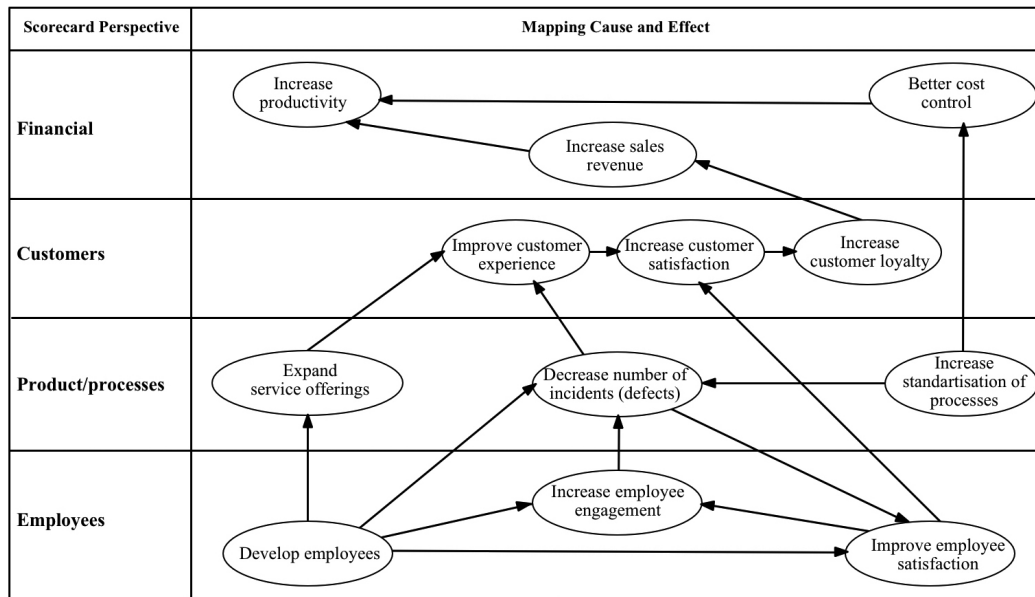 Scorecard Perspective
Mapping Cause and Effect
Financial
Increase
productivity
Better cost
control
Increase sales
revenue
Customers
Improve customer
experience
Increase customer
satisfaction
Increase
customer loyalty
Product/processes
Expand
service offerings
Decrease number of
incidents (defects)
Increase
standartisation of
processes
Employees
Increase employee
engagement
Develop employees
Improve employee
satisfaction